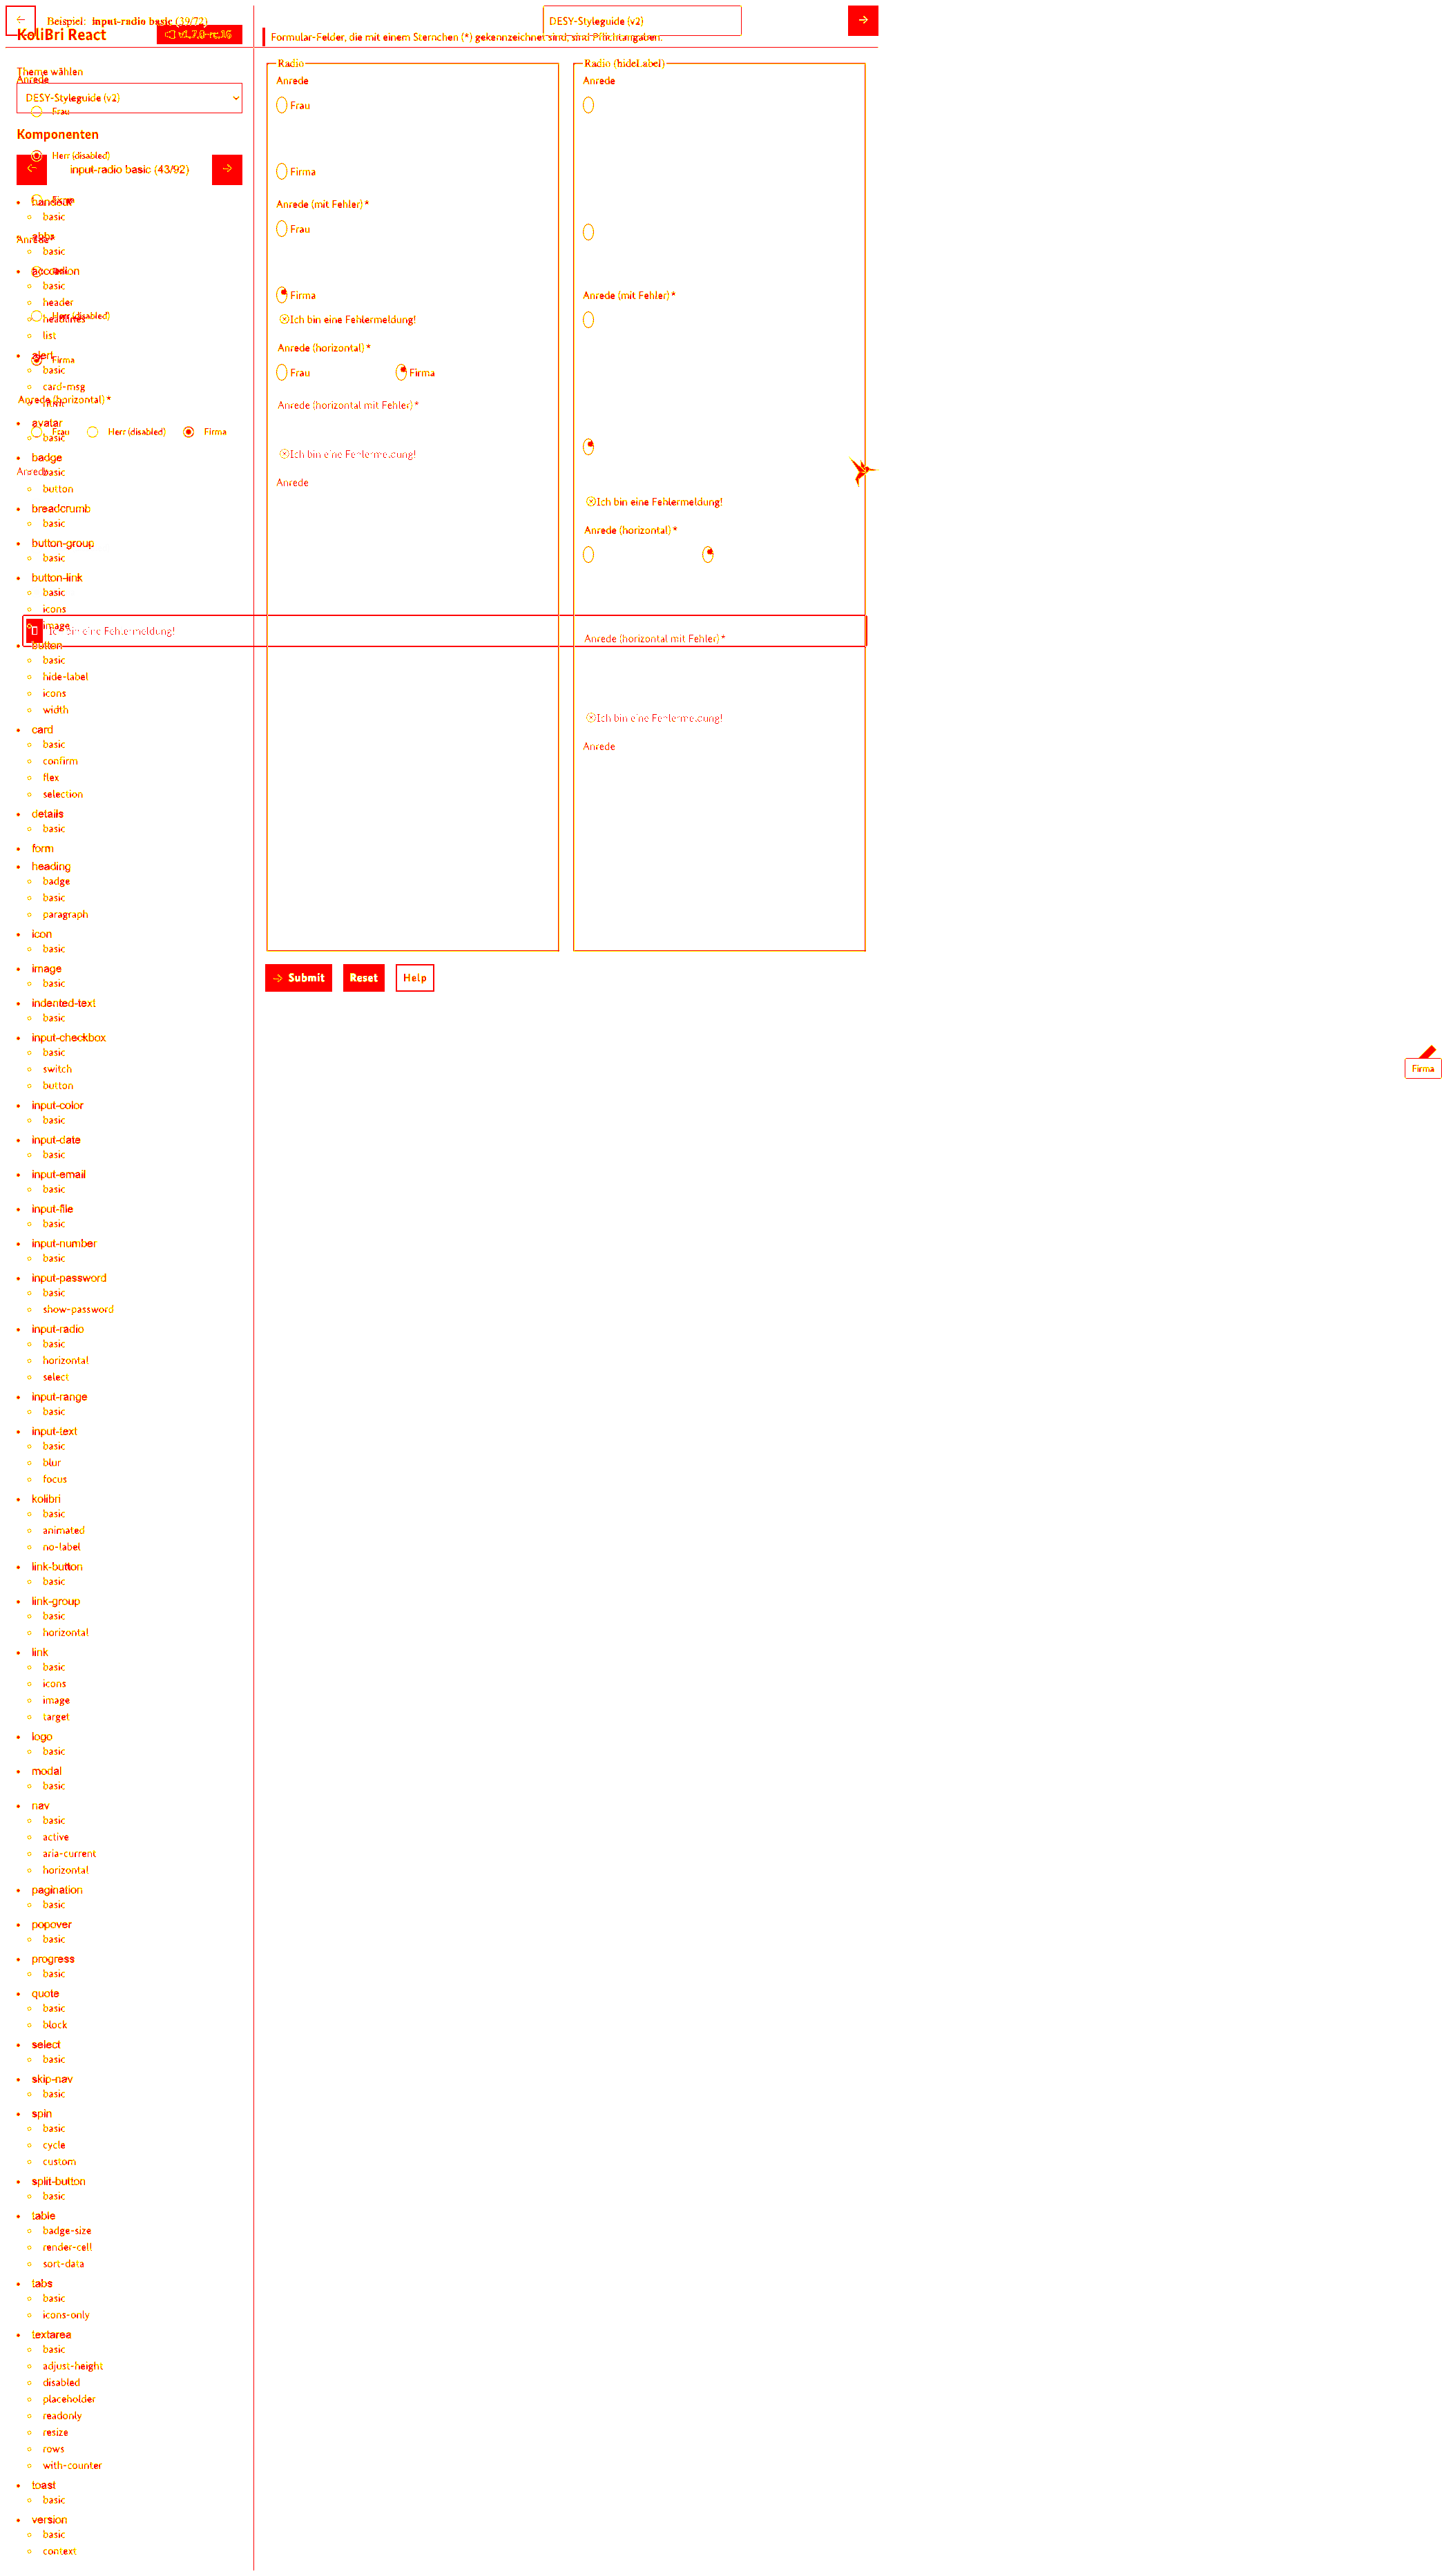 Beispiel: input-radio basic (39/72)
DESY-Styleguide (v2)
KoliBri React
v1.7.0-rc.16
Formular-Felder, die mit einem Sternchen (*) gekennzeichnet sind, sind Pflichtangaben.
Theme wählen
Anrede
DESY-Styleguide (v2)
Frau
Komponenten
Herr (disabled)
input-radio basic (43/92)
handout
Firma
basic
abbr
Anrede
basic
accordion
basic
header
headlines
Herr (disabled)
list
alert
Firma
basic
card-msg
Anrede (horizontal) *
avatar
basic
Frau
Herr (disabled)
Firma
badge
basic
Anrede
button
breadcrumb
basic
button-group
basic
button-link
basic
icons
image
Ich bin eine Fehlermeldung!
button
basic
hide-label
icons
width
card
basic
confirm
flex
selection
details
basic
form
heading
badge
basic
paragraph
icon
basic
image
basic
indented-text
basic
input-checkbox
basic
switch
button
input-color
basic
input-date
basic
input-email
basic
input-file
basic
input-number
basic
input-password
basic
show-password
input-radio
basic
horizontal
select
input-range
basic
input-text
basic
blur
focus
kolibri
basic
animated
no-label
link-button
basic
link-group
basic
horizontal
link
basic
icons
image
target
logo
basic
modal
basic
nav
basic
active
aria-current
horizontal
pagination
basic
popover
basic
progress
basic
quote
basic
block
select
basic
skip-nav
basic
spin
basic
cycle
custom
split-button
basic
table
badge-size
render-cell
sort-data
tabs
basic
icons-only
textarea
basic
adjust-height
disabled
placeholder
readonly
resize
rows
with-counter
toast
basic
version
basic
context
Radio
Anrede
Frau
Firma
Anrede (mit Fehler) *
Frau
Firma
Ich bin eine Fehlermeldung!
Anrede (horizontal) *
Frau
Firma
Anrede (horizontal mit Fehler) *
Ich bin eine Fehlermeldung!
Anrede
Radio (hideLabel)
Anrede
Anrede (mit Fehler) *
Ich bin eine Fehlermeldung!
Anrede (horizontal) *
Anrede (horizontal mit Fehler) *
Ich bin eine Fehlermeldung!
Anrede
Submit
Reset
Help
Firma